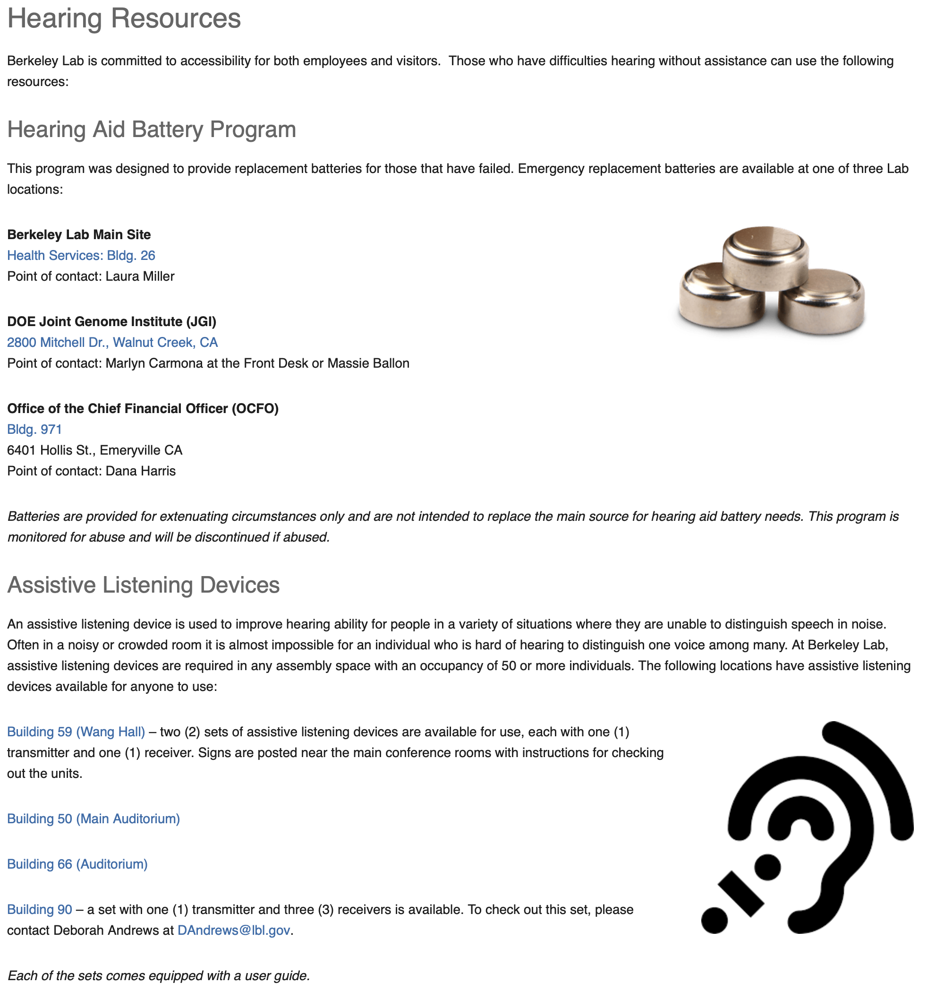 Hearing Resources
Berkeley Lab is committed to accessibility for both employees and visitors.  Those who have difficulties hearing without assistance can use the following
resources:
Hearing Aid Battery Program
This program was designed to provide replacement batteries for those that have failed. Emergency replacement batteries are available at one of three Lab
locations:
Berkeley Lab Main Site
Health Services: Bldg. 26
Point of contact: Laura Miller
DOE Joint Genome Institute (JGI)
2800 Mitchell Dr., Walnut Creek, CA
Point of contact: Marlyn Carmona at the Front Desk or Massie Ballon
Office of the Chief Financial Officer (OCFO)
Bldg. 971
6401 Hollis St., Emeryville CA
Point of contact: Dana Harris
Batteries are provided for extenuating circumstances only and are not intended to replace the main source for hearing aid battery needs. This program is
monitored for abuse and will be discontinued if abused.
Assistive Listening Devices
An assistive listening device is used to improve hearing ability for people in a variety of situations where they are unable to distinguish speech in noise.
Often in a noisy or crowded room it is almost impossible for an individual who is hard of hearing to distinguish one voice among many. At Berkeley Lab,
assistive listening devices are required in any assembly space with an occupancy of 50 or more individuals. The following locations have assistive listening
devices available for anyone to use:
Building 59 (Wang Hall) – two (2) sets of assistive listening devices are available for use, each with one (1)
transmitter and one (1) receiver. Signs are posted near the main conference rooms with instructions for checking
out the units.
Building 50 (Main Auditorium)
Building 66 (Auditorium)
Building 90 – a set with one (1) transmitter and three (3) receivers is available. To check out this set, please
contact Deborah Andrews at DAndrews@lbl.gov.
Each of the sets comes equipped with a user guide.